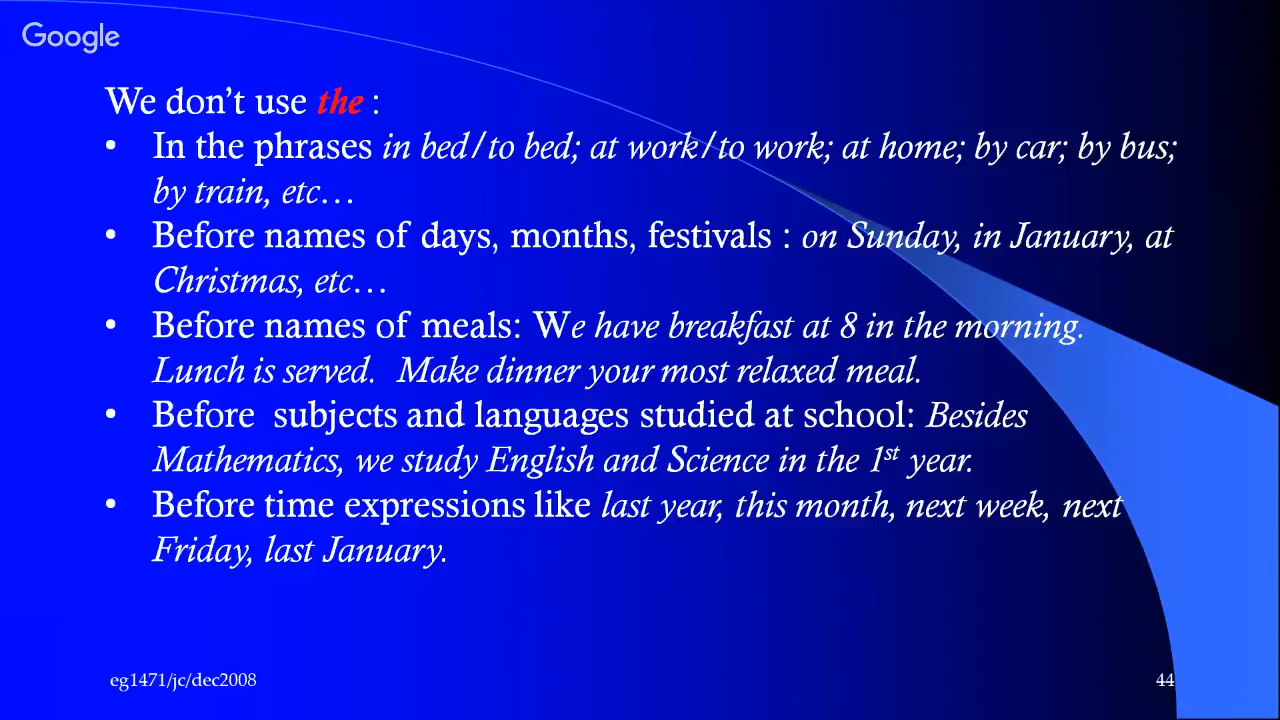 Google
We don’t use the :
• In the phrases in bed/to bed; at work/to work; at home; by car; by bus;
by train, etc…
• Before names of days, months, festivals : on Sunday, in January, at
Christmas, etc…
• Before names of meals: We have breakfast at 8 in the morning.
Lunch is served. Make dinner your most relaxed meal.
• Before subjects and languages studied at school: Besides
Mathematics, we study English and Science in the 1st year.
• Before time expressions like last year, this month, next week, next
Friday, last January.
eg1471/jc/dec2008
44